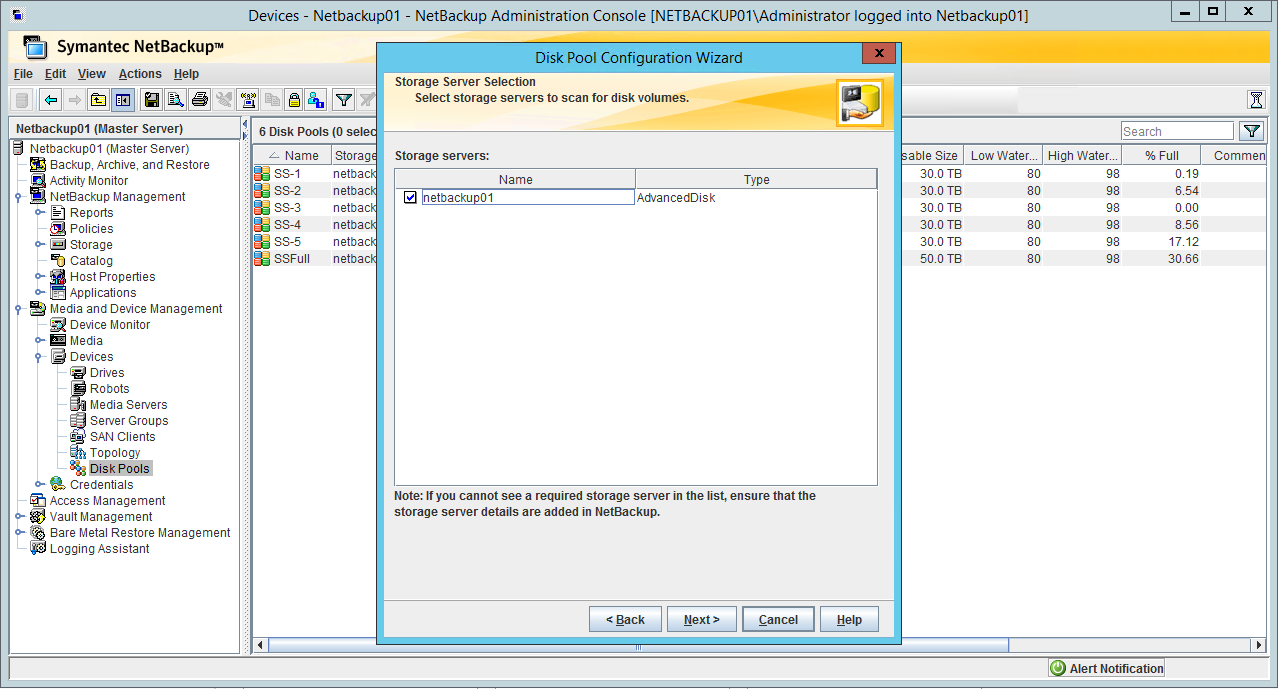 Devices - Netbackup01 - NetBackup Administration Console [NETBACKUP01\Administrator logged into Netbackup01]
Symantec NetBackup™
File Edit View Actions Help
Netbackup01 (Master Server)
Netbackup01 (Master Server)
Backup, Archive, and Restore
Activity Monitor
NetBackup Management
Reports
Policies
Storage
Catalog
Host Properties
Applications
Media and Device Management
Device Monitor
Media
Devices
Drives
Robots
Media Servers
Server Groups
SAN Clients
Topology
Disk Pools
Credentials
Access Management
Vault Management
Bare Metal Restore Management
Logging Assistant
6 Disk Pools (0 selec
Search
Name Storage sable Size Low Water... High Water... % Full Commen
SS-1 netback 30.0 TB 80 98 0.19
SS-2 netback 30.0 TB 80 98 6.54
SS-3 netback 30.0 TB 80 98 0.00
SS-4 netback 30.0 TB 80 98 8.56
SS-5 netback 30.0 TB 80 98 17.12
SSFull netback 50.0 TB 80 98 30.66
Disk Pool Configuration Wizard
Storage Server Selection
Select storage servers to scan for disk volumes.
Storage servers:
Name Type
netbackup01 AdvancedDisk
Note: If you cannot see a required storage server in the list, ensure that the
storage server details are added in NetBackup.
< Back Next > Cancel Help
Alert Notification